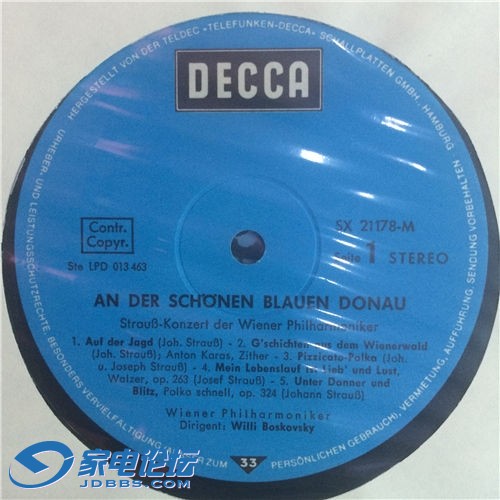 HERGESTELLT VON DER TELDEC »TELEFUNKEN-DECCA« SCHALLPLATTEN GMBH · HAMBURG
DECCA
Contr.
Copyr.
Ste LPD 013 463
SX 21178-M
Seite 1 STEREO
AN DER SCHÖNEN BLAUEN DONAU
Strauß-Konzert der Wiener Philharmoniker
1. Auf der Jagd (Joh. Strauß) - 2. G'schichten aus dem Wienerwald
(Joh. Strauß); Anton Karas, Zither - 3. Pizzicato-Polka (Joh.
u. Joseph Strauß) - 4. Mein Lebenslauf ist Lieb' und Lust,
Walzer, op. 263 (Josef Strauß) - 5. Unter Donner und
Blitz, Polka schnell, op. 324 (Johann Strauß)
Wiener Philharmoniker
Dirigent: Willi Boskovsky
33
URHEBER- UND LEISTUNGSSCHUTZRECHTE, BESONDERS VERVIELFÄLTIGUNG
ZUM PERSÖNLICHEN GEBRAUCH), VERMIETUNG, AUFFÜHRUNG, SENDUNG VORBEHALTEN
家电论坛
JDBBS.COM